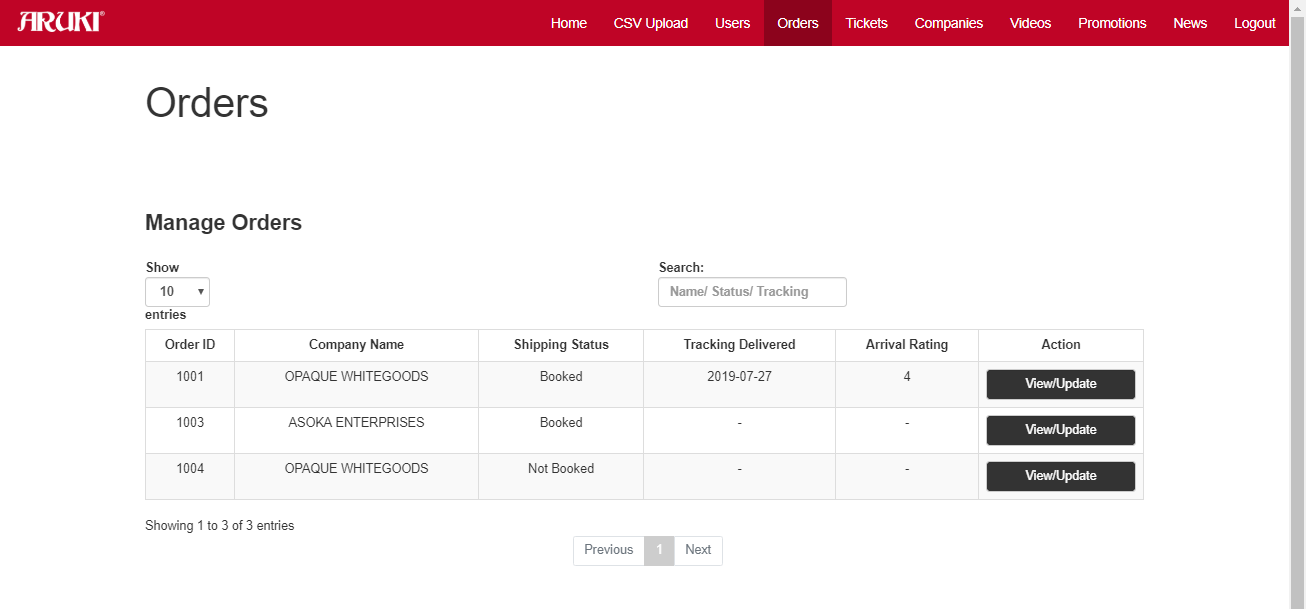 ARUKI®
Home CSV Upload Users Orders Tickets Companies Videos Promotions News Logout
Orders
Manage Orders
Show
10
entries
Search:
Name/ Status/ Tracking
Order ID Company Name Shipping Status Tracking Delivered Arrival Rating Action
1001 OPAQUE WHITEGOODS Booked 2019-07-27 4 View/Update
1003 ASOKA ENTERPRISES Booked - - View/Update
1004 OPAQUE WHITEGOODS Not Booked - - View/Update
Showing 1 to 3 of 3 entries
Previous 1 Next